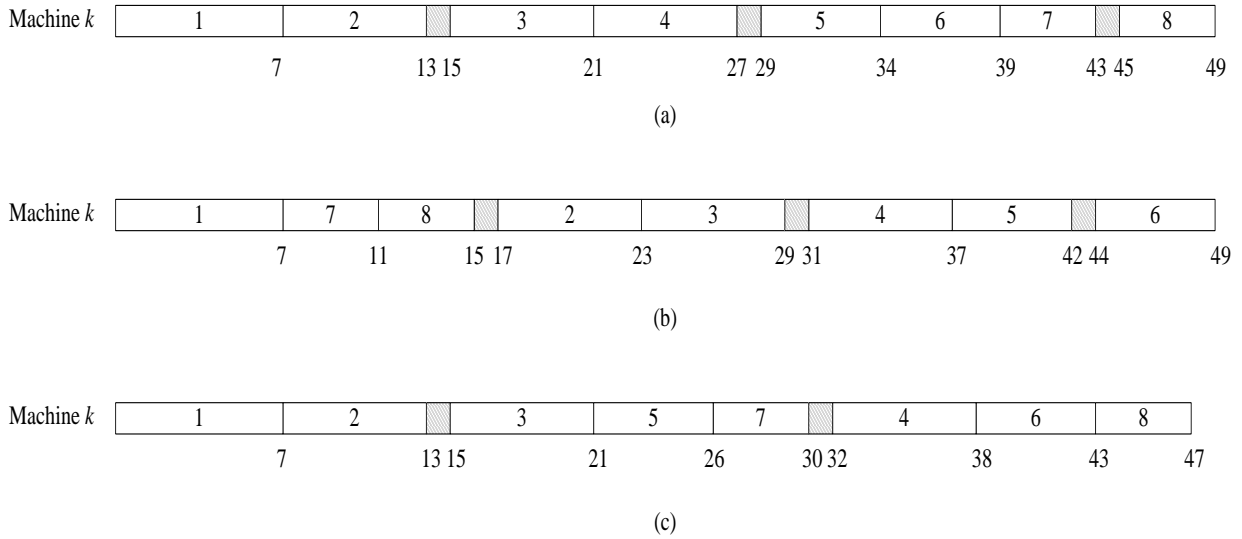 Machine k 1 2 3 4 5 6 7 8
7 13 15 21 27 29 34 39 43 45 49
(a)
Machine k 1 7 8 2 3 4 5 6
7 11 15 17 23 29 31 37 42 44 49
(b)
Machine k 1 2 3 5 7 4 6 8
7 13 15 21 26 30 32 38 43 47
(c)